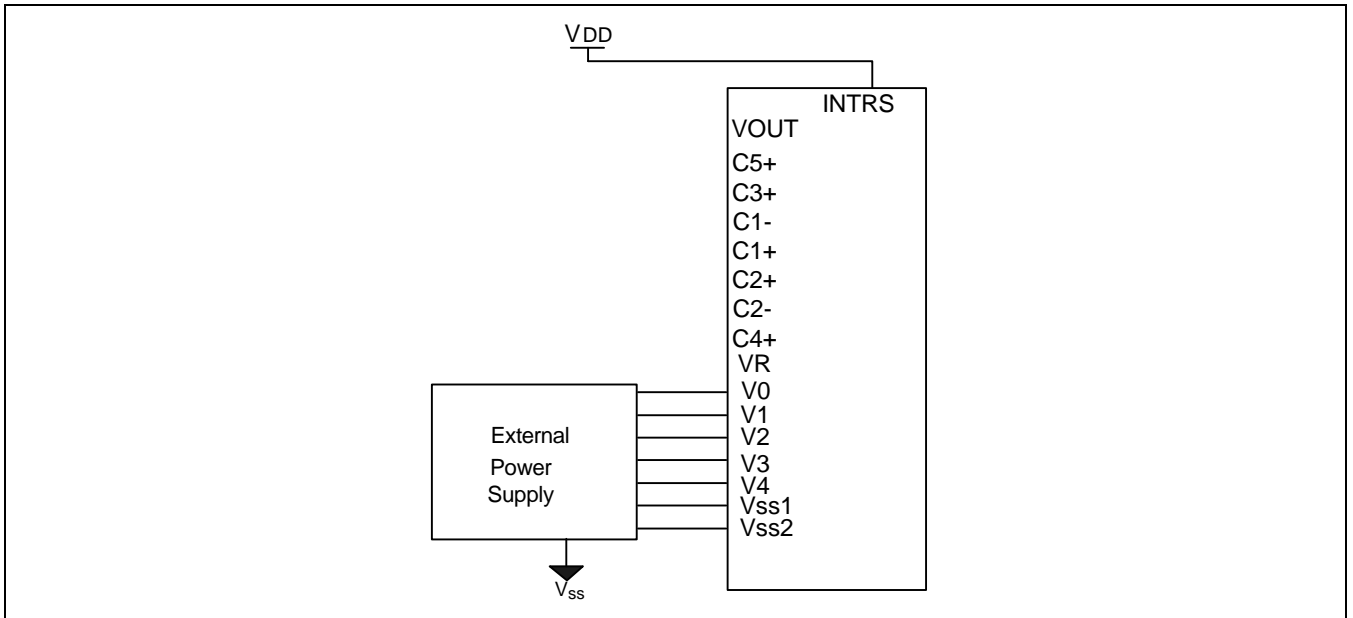 VDD
INTRS
VOUT
C5+
C3+
C1-
C1+
C2+
C2-
C4+
VR
V0
V1
V2
V3
V4
Vss1
Vss2
External
Power
Supply
Vss